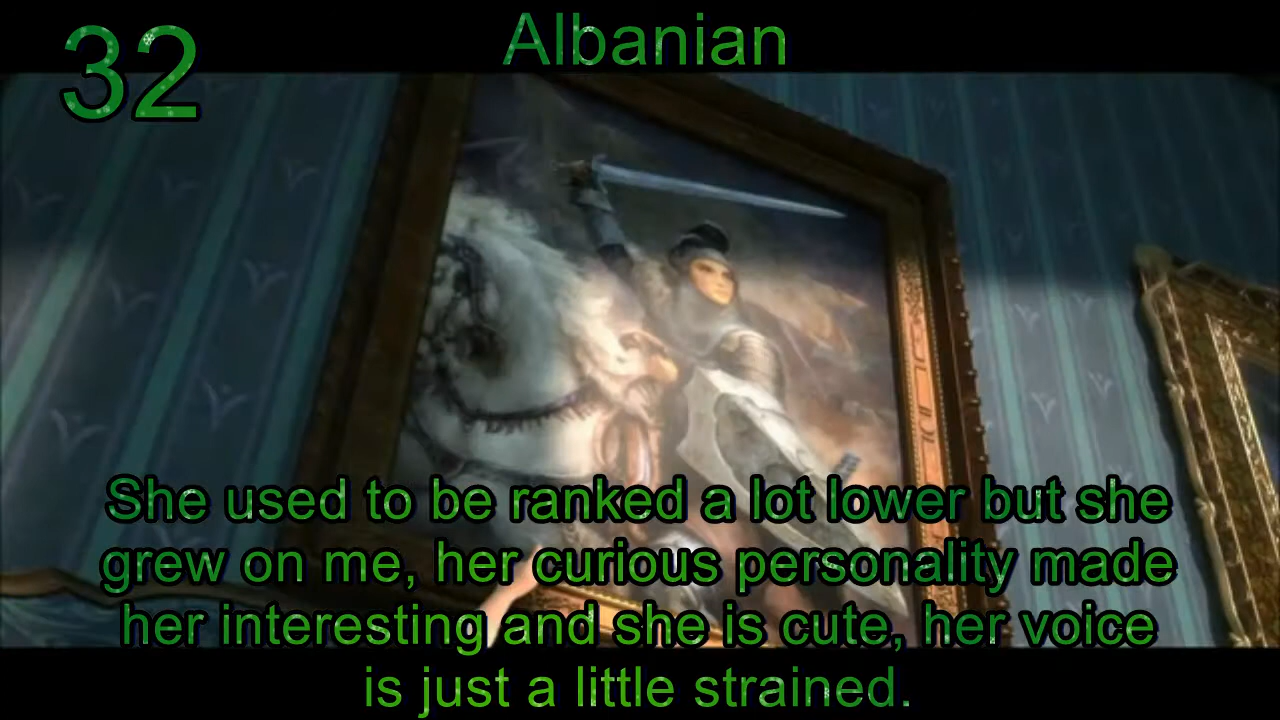 32
Albanian
She used to be ranked a lot lower but she
grew on me, her curious personality made
her interesting and she is cute, her voice
is just a little strained.